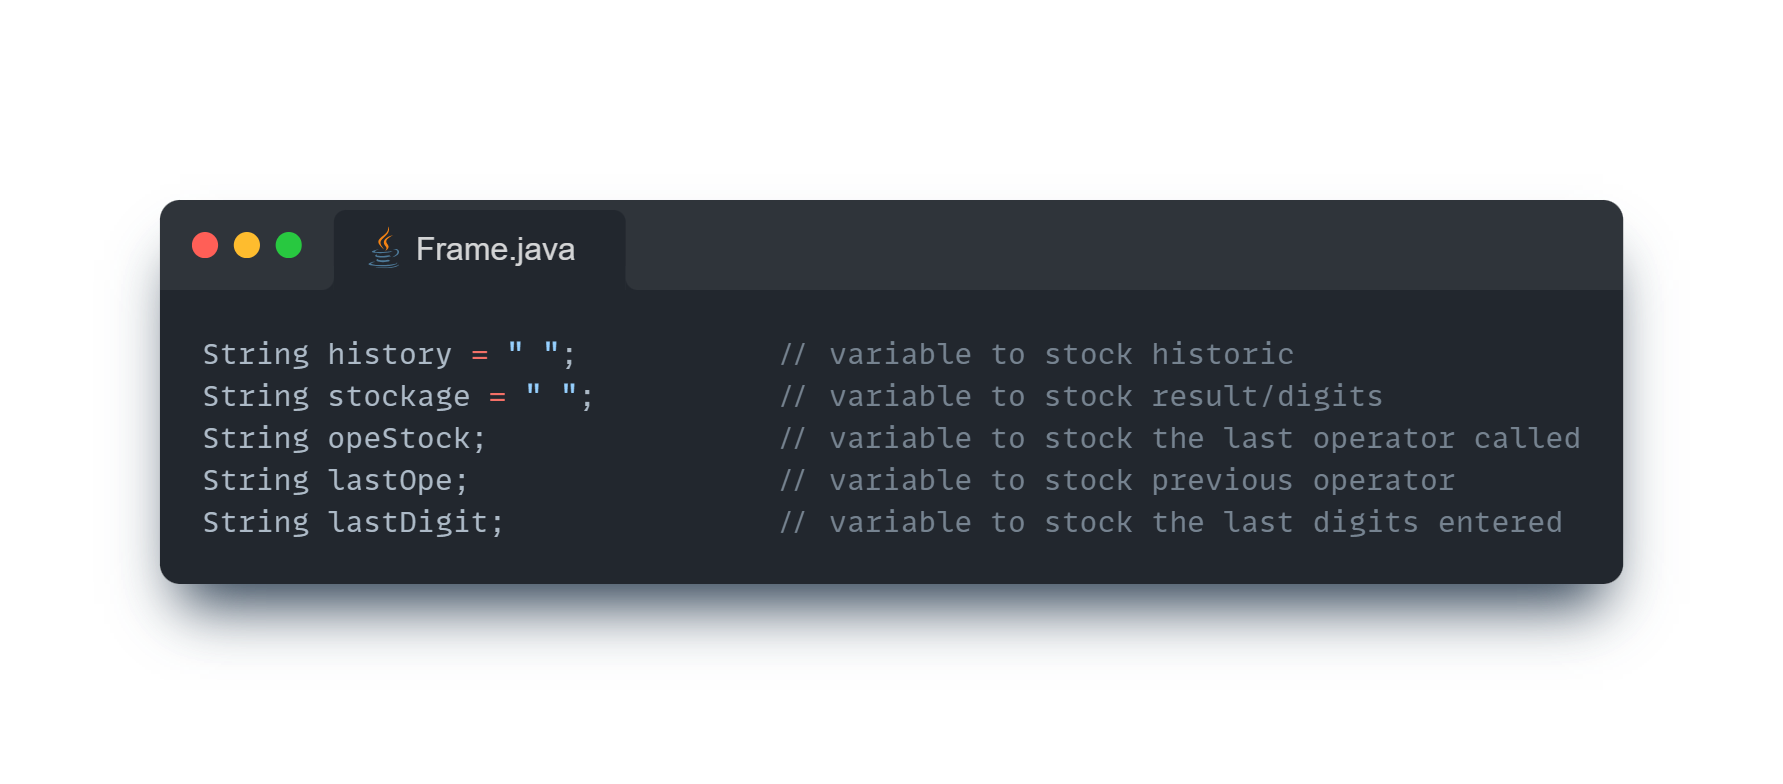 Frame.java
String history = " ";                // variable to stock historic
String stockage = " ";               // variable to stock result/digits
String opeStock;                     // variable to stock the last operator called
String lastOpe;                      // variable to stock previous operator
String lastDigit;                    // variable to stock the last digits entered